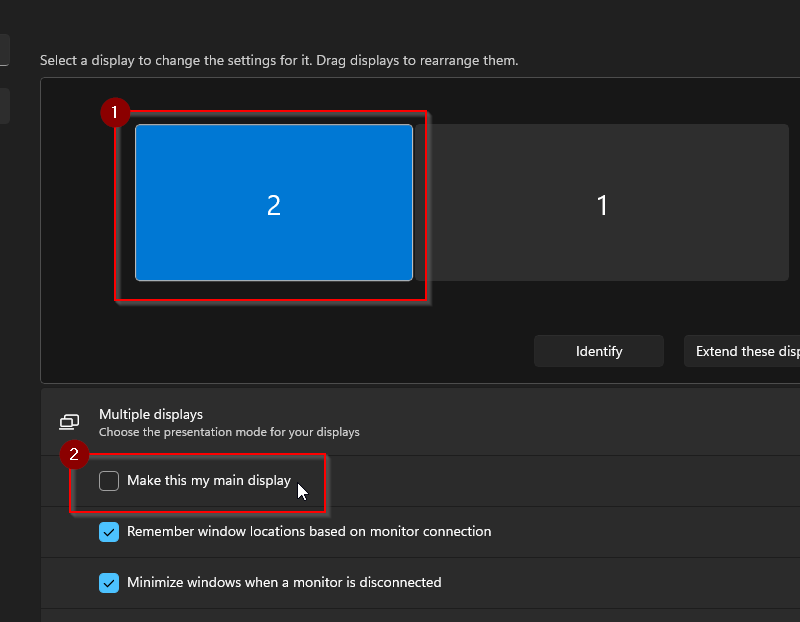 Select a display to change the settings for it. Drag displays to rearrange them.
1
2
1
Identify
Extend these disp
Multiple displays
Choose the presentation mode for your displays
2
Make this my main display
Remember window locations based on monitor connection
Minimize windows when a monitor is disconnected